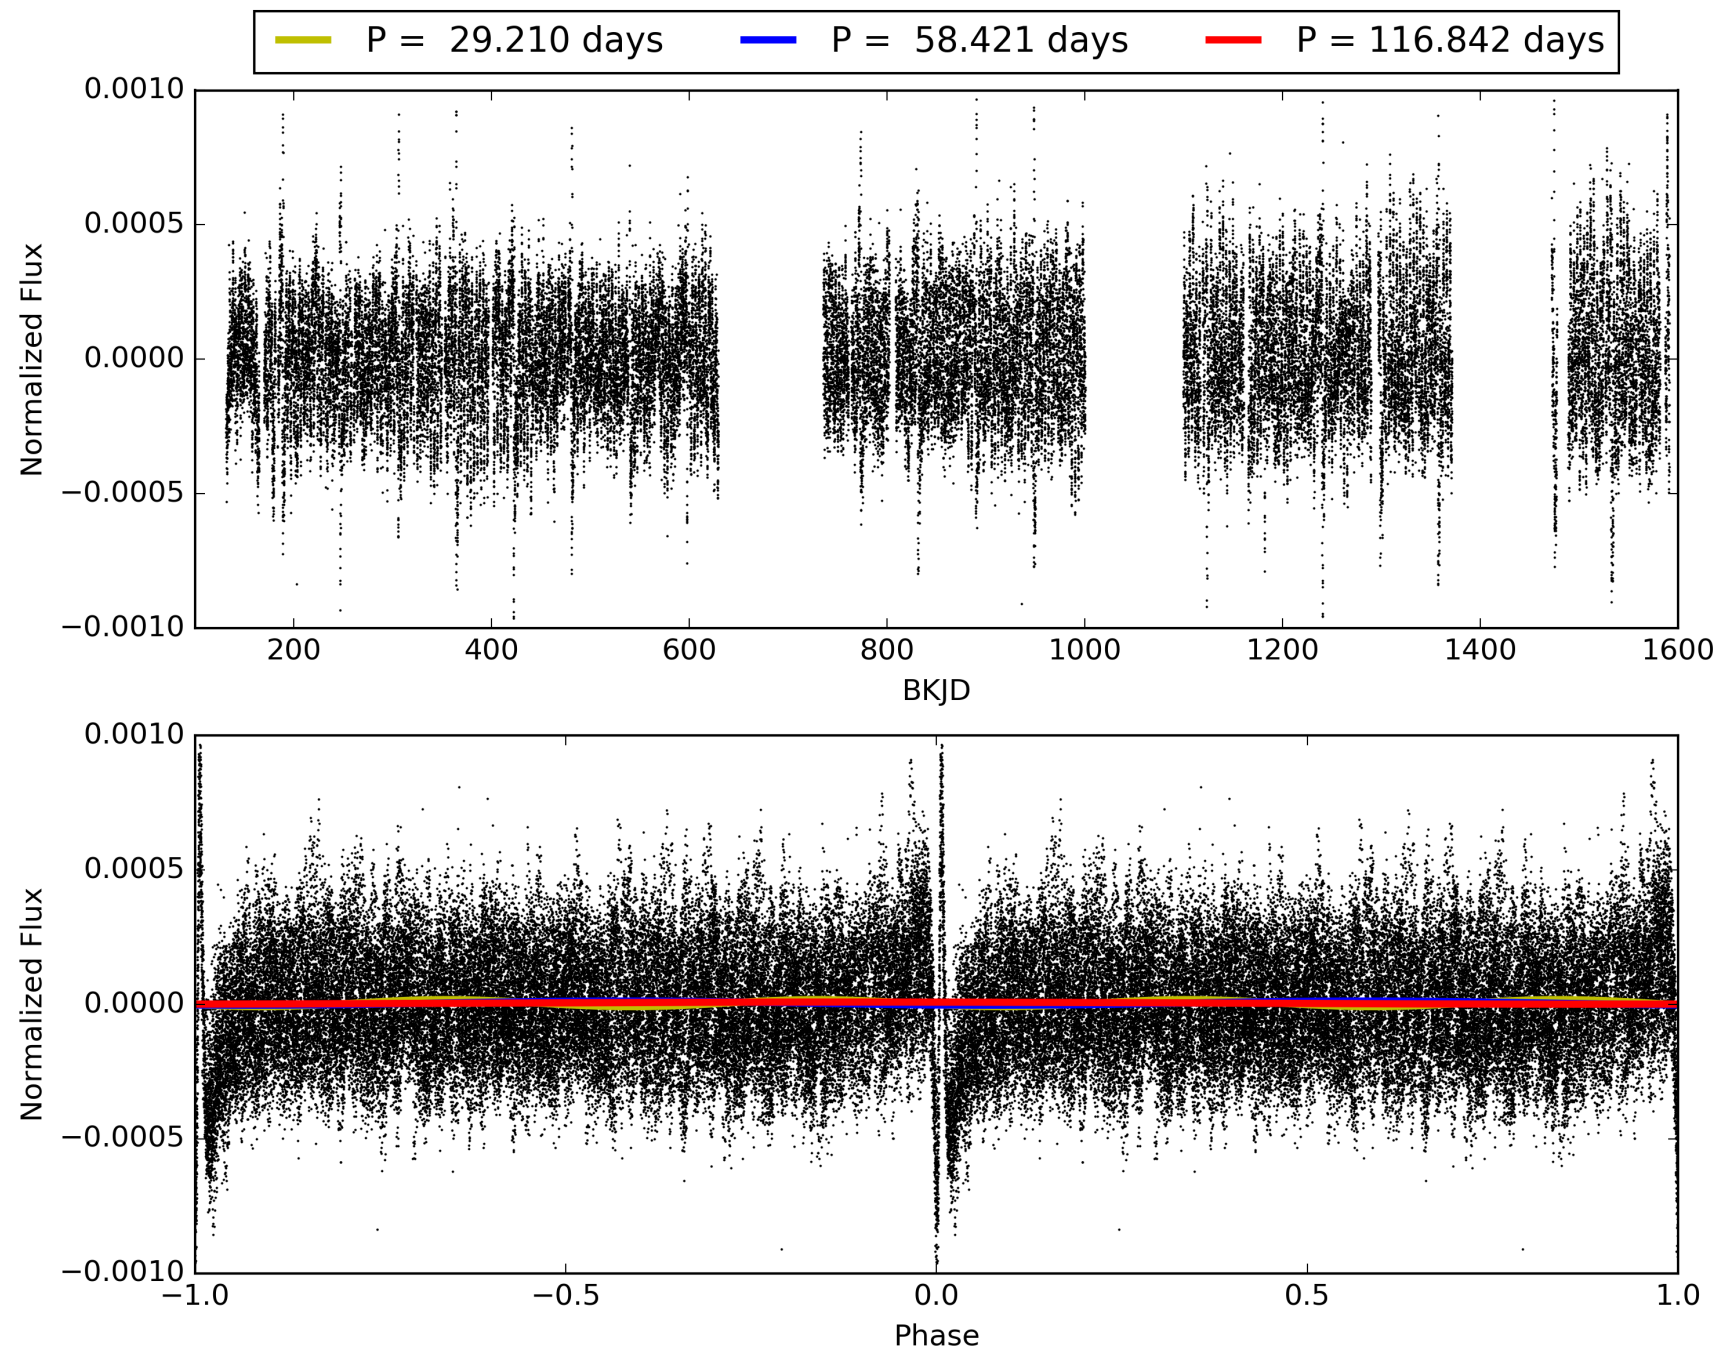 P =  29.210 days P =  58.421 days P = 116.842 days
0.0010
0.0005
0.0000
−0.0005
−0.0010
Normalized Flux
200 400 600 800 1000 1200 1400 1600
BKJD
0.0010
0.0005
0.0000
−0.0005
−0.0010
Normalized Flux
−1.0 −0.5 0.0 0.5 1.0
Phase